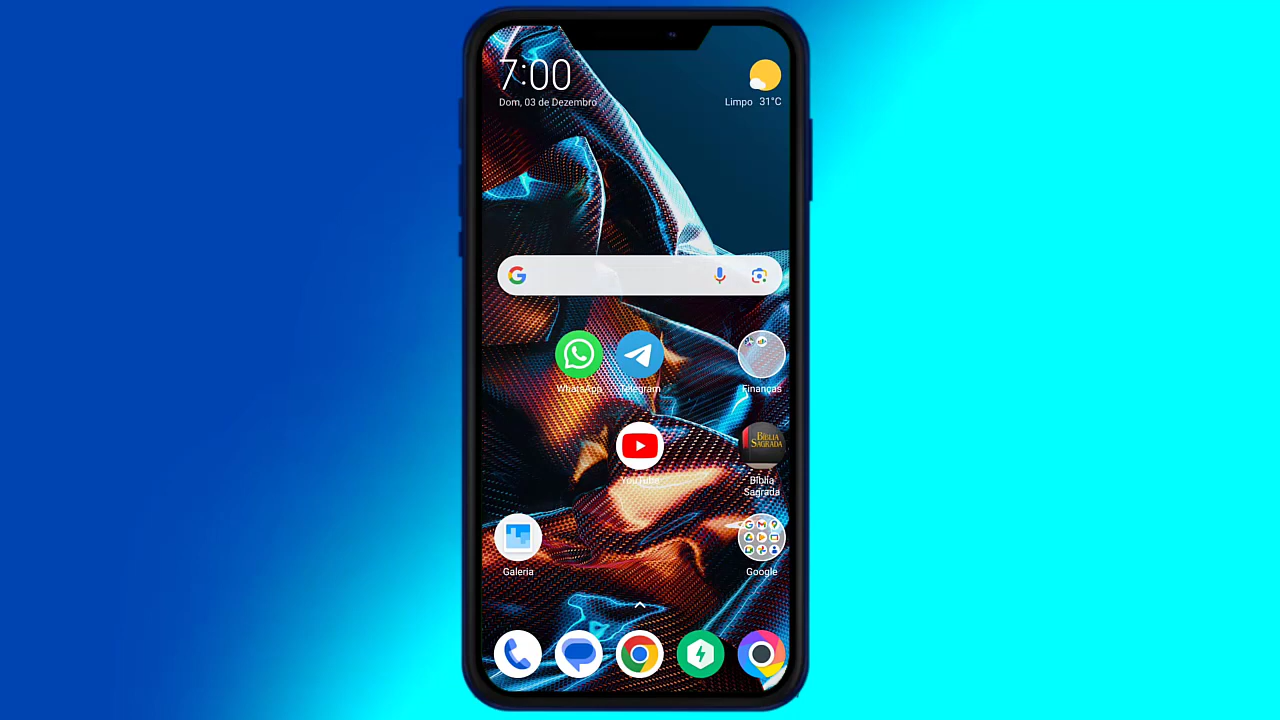 7:00
Dom, 03 de Dezembro
Limpo 31°C
WhatsApp
Telegram
Finanças
BÍBLIA
SAGRADA
YouTube
Bíblia
Sagrada
Galeria
Google